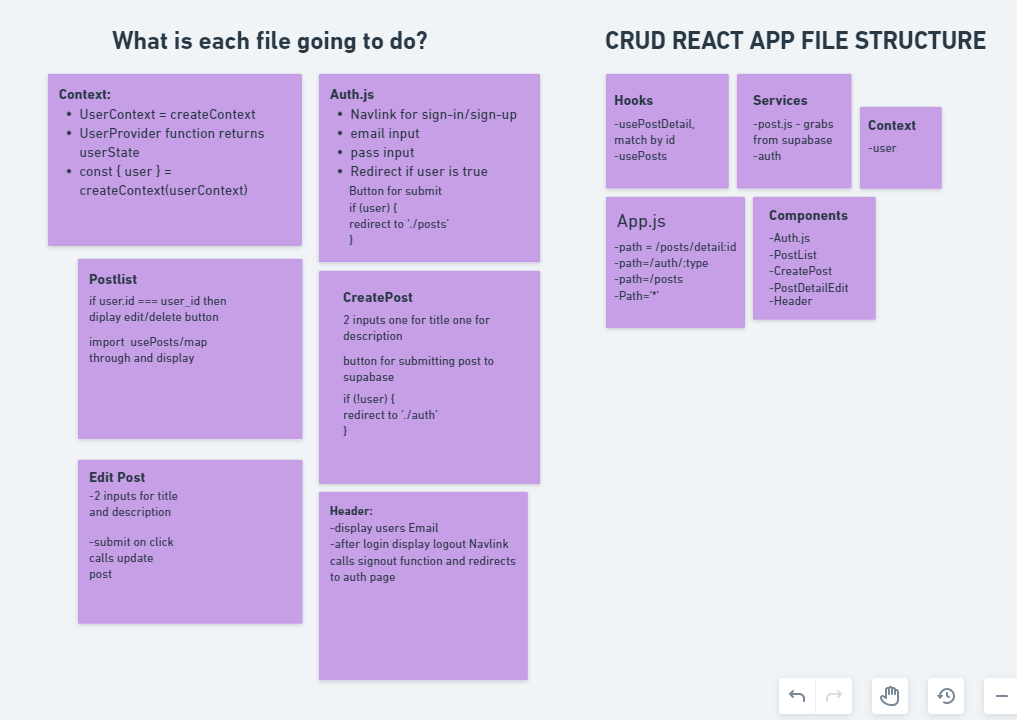 What is each file going to do?
Context:
• UserContext = createContext
• UserProvider function returns
userState
• const { user } =
createContext(userContext)
Auth.js
• Navlink for sign-in/sign-up
• email input
• pass input
• Redirect if user is true
Button for submit
if (user) {
redirect to './posts'
}
Postlist
if user.id === user_id then
diplay edit/delete button
import usePosts/map
through and display
CreatePost
2 inputs one for title one for
description
button for submitting post to
supabase
if (!user) {
redirect to './auth'
}
Edit Post
-2 inputs for title
and description
-submit on click
calls update
post
Header:
-display users Email
-after login display logout Navlink
calls signout function and redirects
to auth page
CRUD REACT APP FILE STRUCTURE
Hooks
-usePostDetail,
match by id
-usePosts
Services
-post.js - grabs
from supabase
-auth
Context
-user
App.js
-path = /posts/detail:id
-path=/auth/:type
-path=/posts
-Path='*'
Components
-Auth.js
-PostList
-CreatePost
-PostDetailEdit
-Header